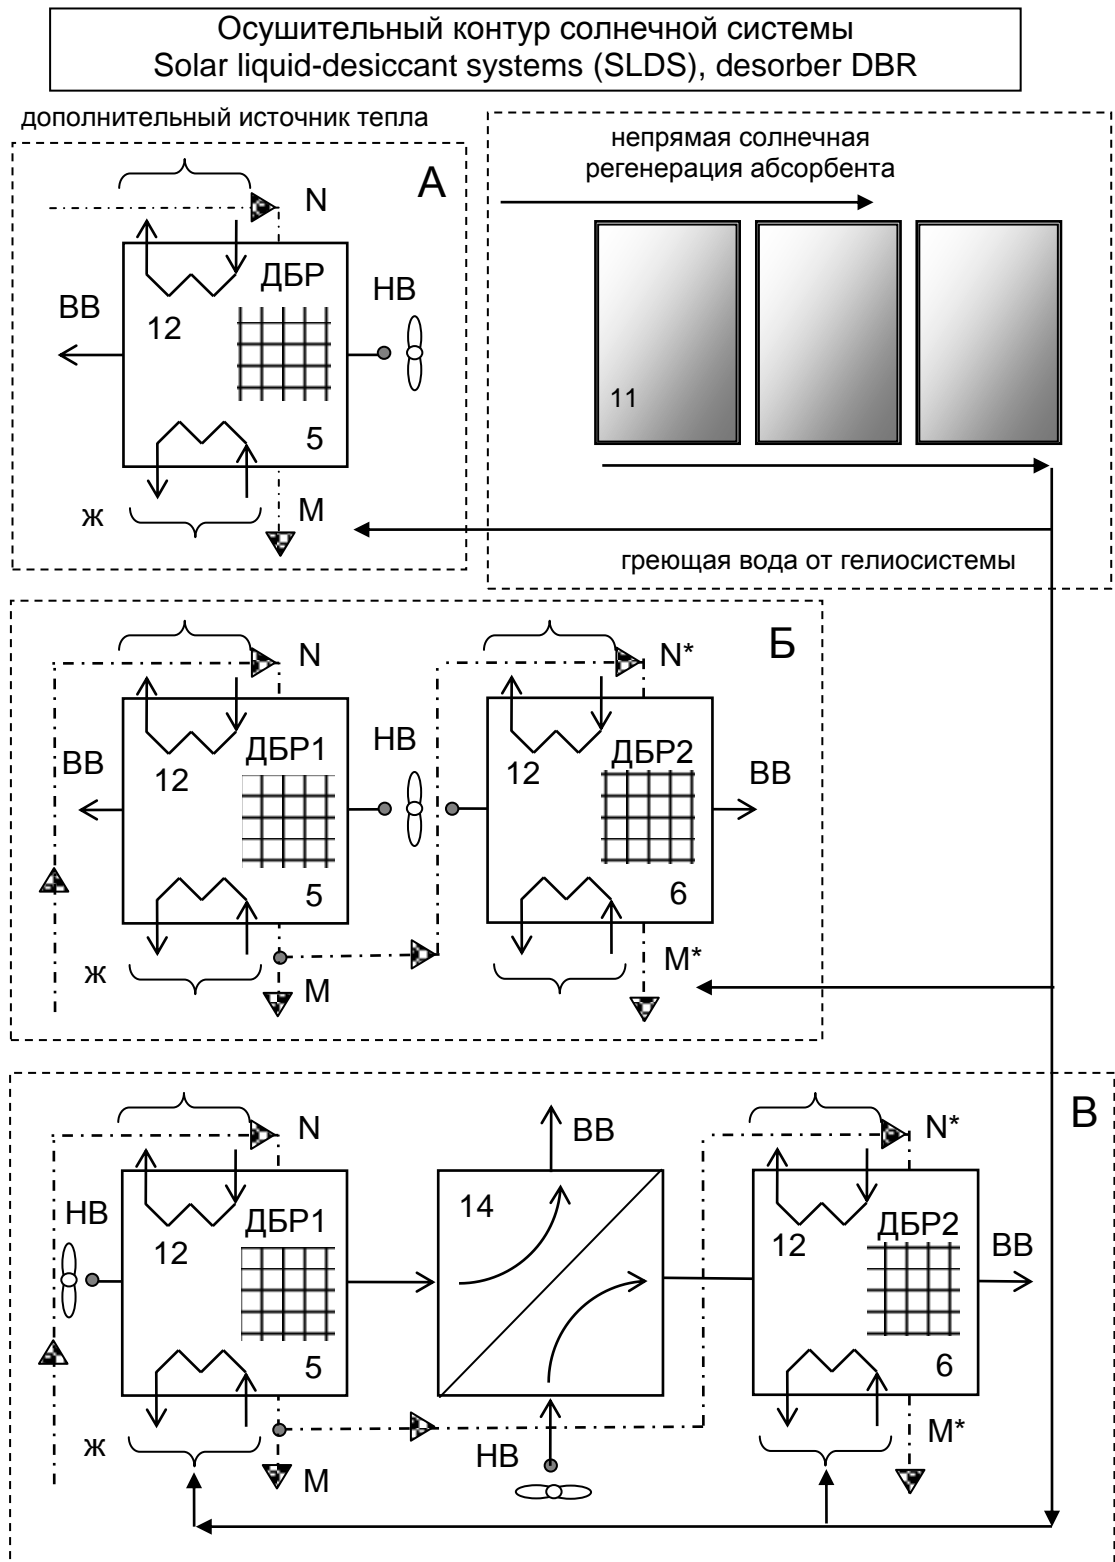 Осушительный контур солнечной системы
Solar liquid-desiccant systems (SLDS), desorber DBR
дополнительный источник тепла
непрямая солнечная
регенерация абсорбента
А
N
ДБР
НВ
ВВ
12
11
5
ж
М
греющая вода от гелиосистемы
Б
N
N*
ДБР1
НВ
ДБР2
ВВ
12
12
ВВ
5
6
ж
М
М*
В
N
ВВ
N*
НВ
ДБР1
14
ДБР2
ВВ
12
12
5
6
ж
М
НВ
М*